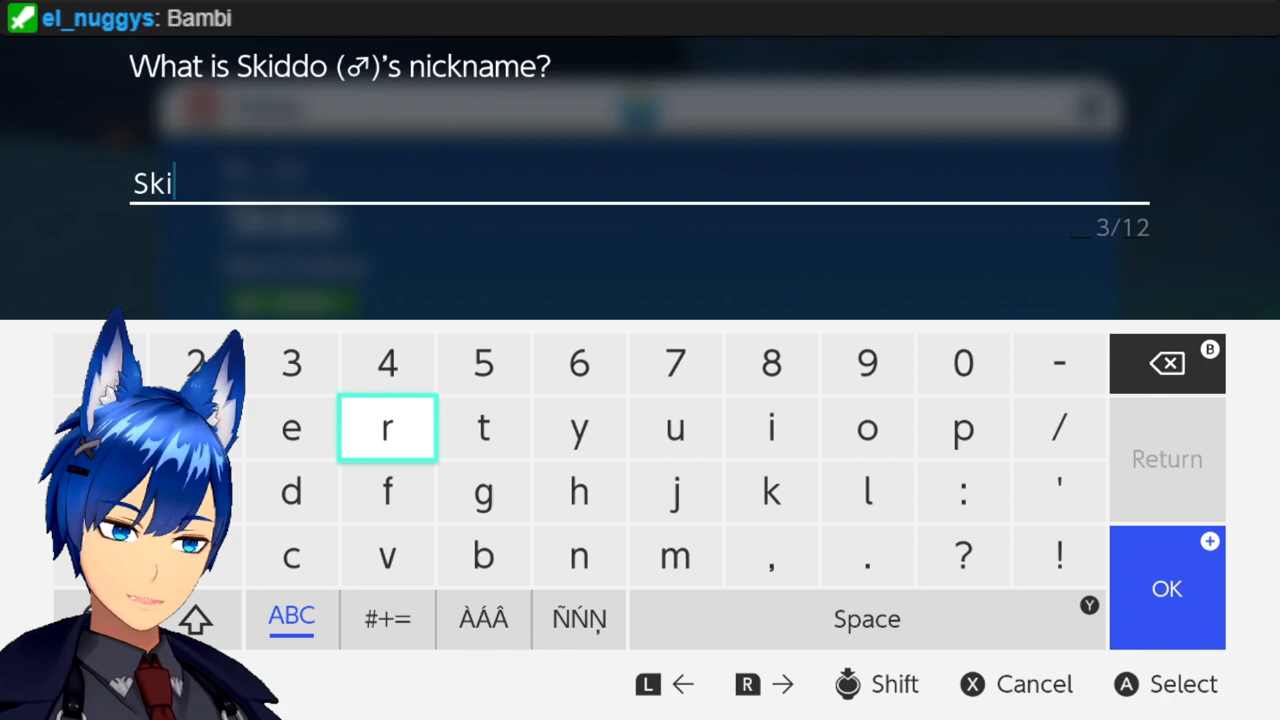 el_nuggys: Bambi
What is Skiddo (♂)'s nickname?
Ski
3/12
2 3 4 5 6 7 8 9 0 - B
e r t y u i o p / Return
d f g h j k l : '
c v b n m , . ? ! +
ABC #+= ÀÁÂ ÑŃŅ Space Y OK
L ← R → Shift X Cancel A Select